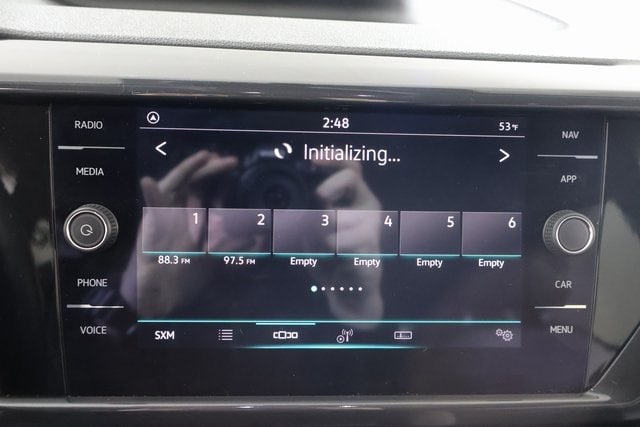 RADIO
MEDIA
PHONE
VOICE
2:48
53°F
Initializing...
1 2 3 4 5 6
88.3 FM 97.5 FM Empty Empty Empty Empty
SXM
NAV
APP
CAR
MENU